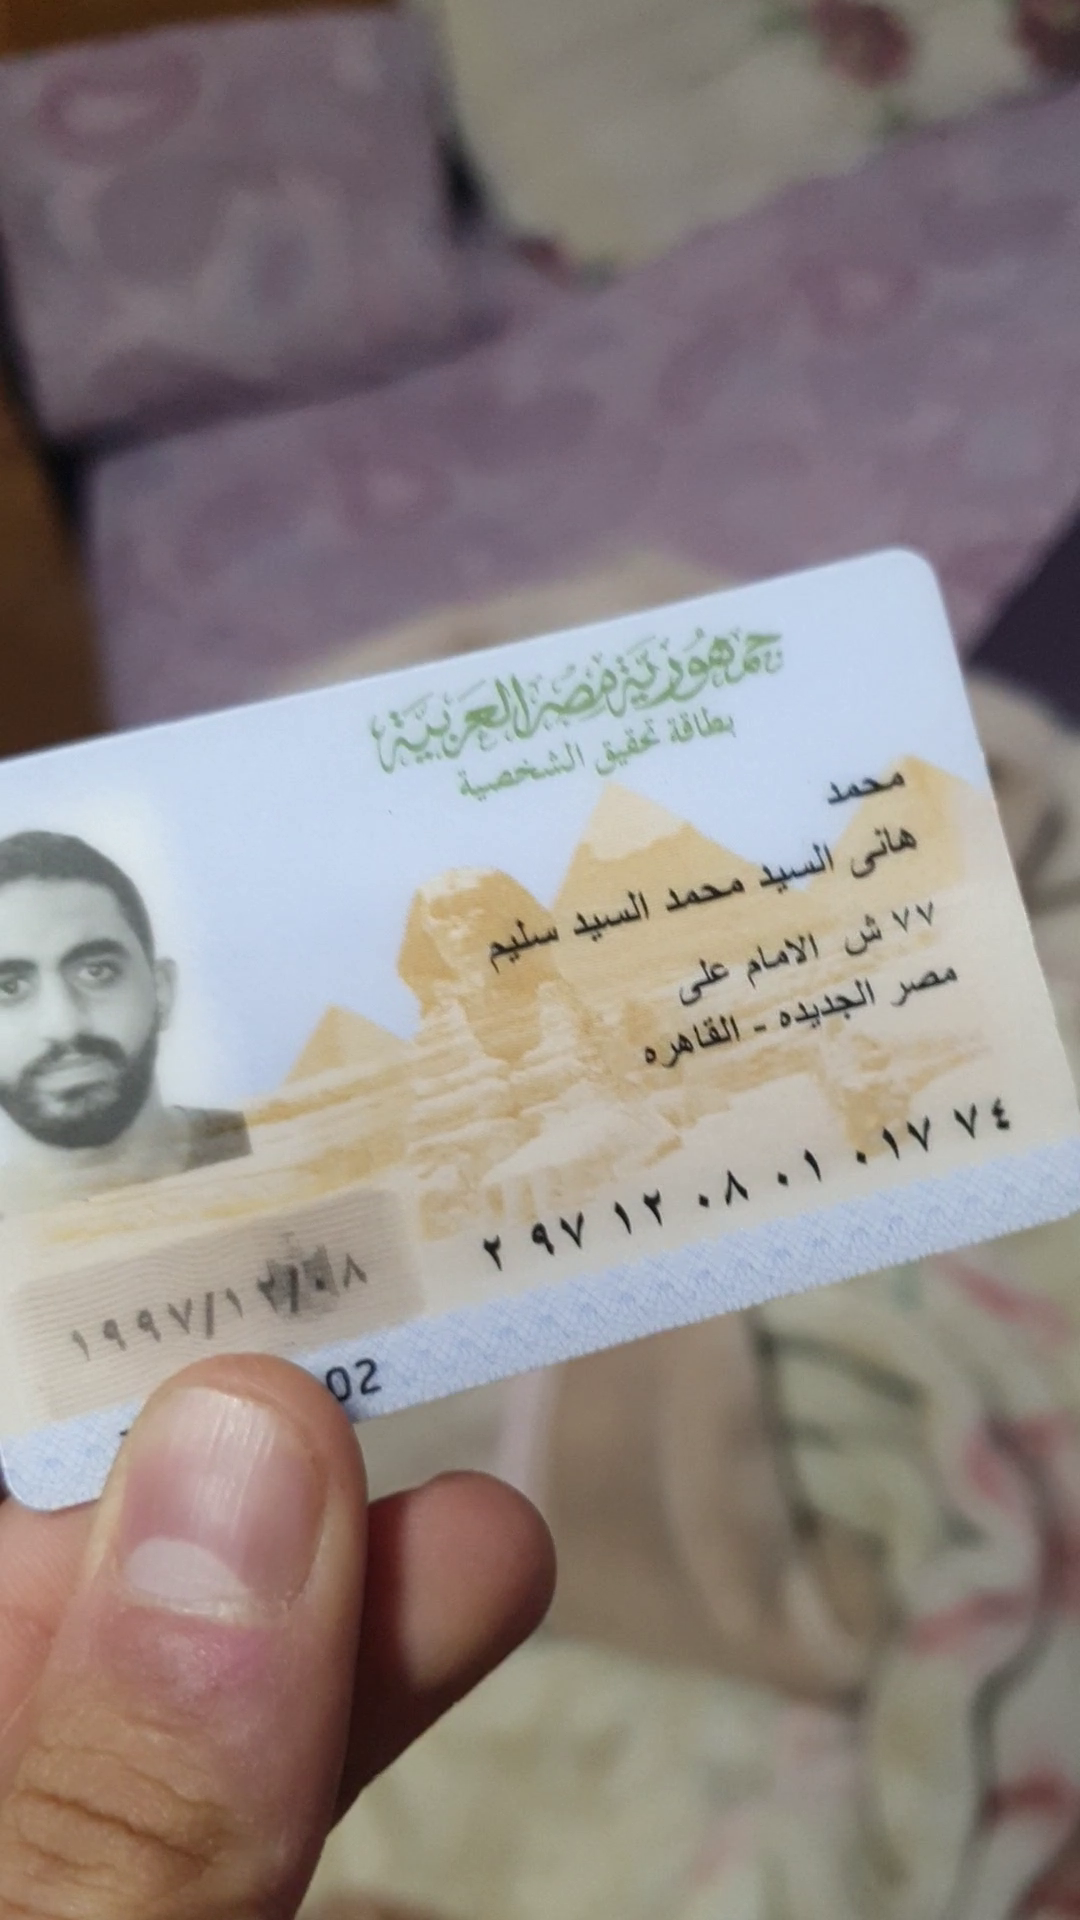 جمهورية مصر العربية
بطاقة تحقيق الشخصية
محمد
هانى السيد محمد السيد سليم
٧٧ ش الامام على
مصر الجديده - القاهره
٢ ٩٧ ١٢ ٠٨ ٠١ ٠١٧ ٧٤
١٩٩٧/١٢/٠٨
02